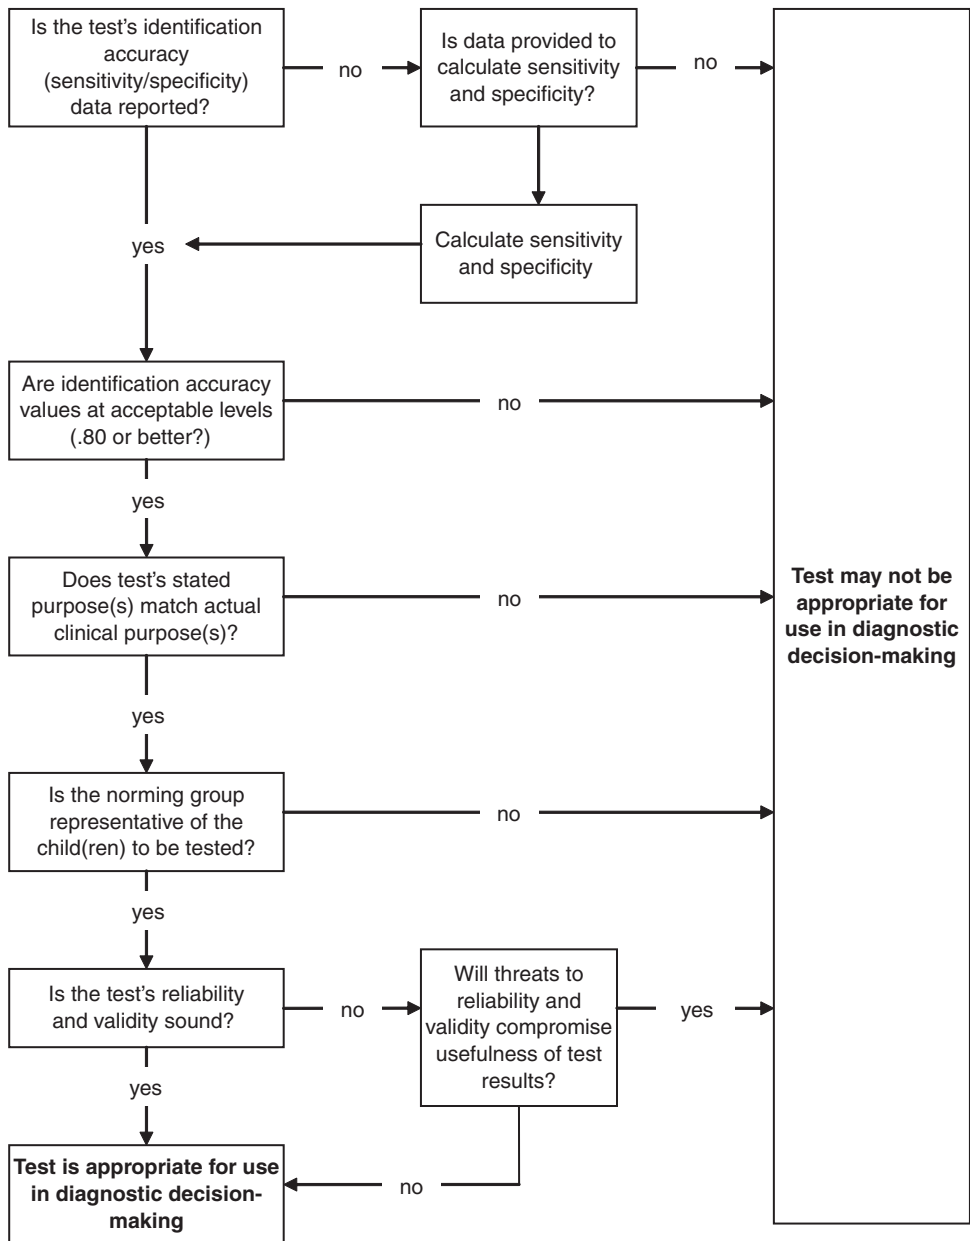 Is the test’s identification
accuracy
(sensitivity/specificity)
data reported?
no
Is data provided to
calculate sensitivity
and specificity?
no
Calculate sensitivity
and specificity
yes
Are identification accuracy
values at acceptable levels
(.80 or better?)
no
yes
Does test’s stated
purpose(s) match actual
clinical purpose(s)?
no
Test may not be
appropriate for
use in diagnostic
decision-making
yes
Is the norming group
representative of the
child(ren) to be tested?
no
yes
Is the test’s reliability
and validity sound?
no
Will threats to
reliability and
validity compromise
usefulness of test
results?
yes
yes
Test is appropriate for use
in diagnostic decision-
making
no